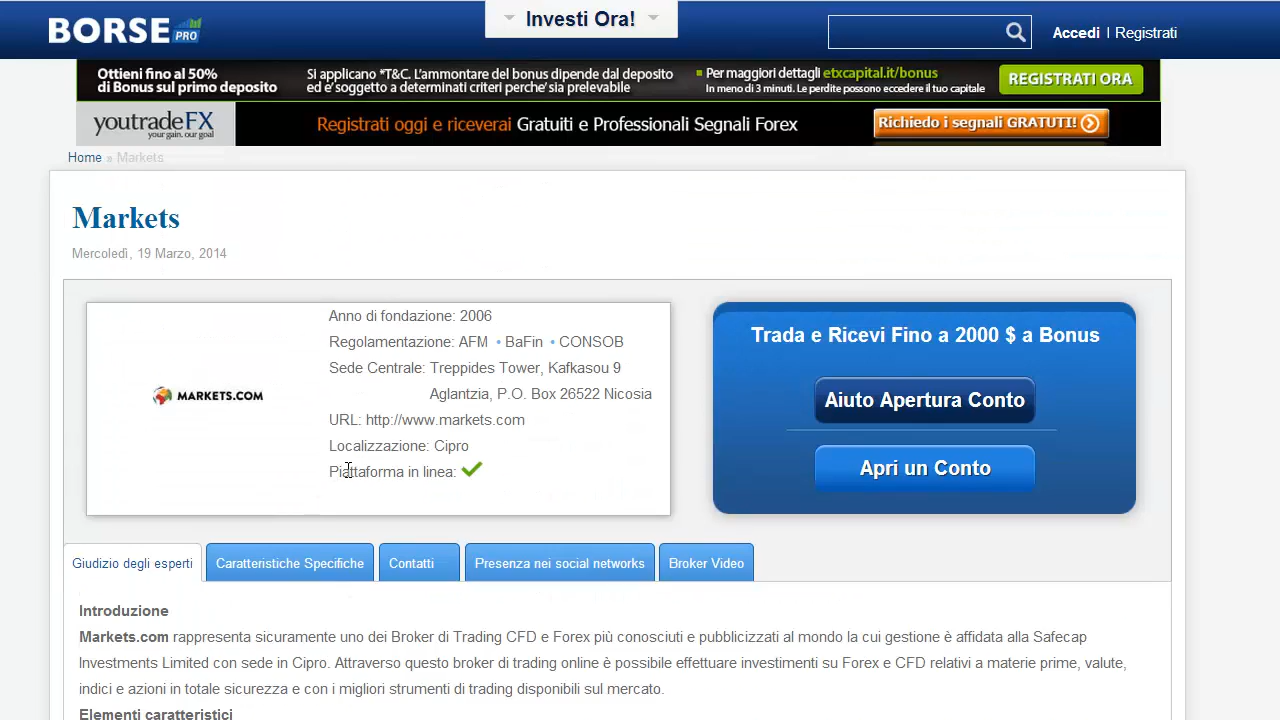 BORSE PRO
Investi Ora!
Accedi | Registrati
Ottieni fino al 50%
di Bonus sul primo deposito
Si applicano *T&C. L'ammontare del bonus dipende dal deposito
ed e' soggetto a determinati criteri perche' sia prelevable
Per maggiori dettagli etxcapital.it/bonus
In meno di 3 minuti. Le perdite possono eccedere il tuo capitale
REGISTRATI ORA
youtradeFX
your gain. our goal
Registrati oggi e riceverai Gratuiti e Professionali Segnali Forex
Richiedo i segnali GRATUITI!
Home » Markets
Markets
Mercoledì, 19 Marzo, 2014
MARKETS.COM
Anno di fondazione: 2006
Regolamentazione: AFM • BaFin • CONSOB
Sede Centrale: Treppides Tower, Kafkasou 9
Aglantzia, P.O. Box 26522 Nicosia
URL: http://www.markets.com
Localizzazione: Cipro
Piattaforma in linea:
Trada e Ricevi Fino a 2000 $ a Bonus
Aiuto Apertura Conto
Apri un Conto
Giudizio degli esperti
Caratteristiche Specifiche
Contatti
Presenza nei social networks
Broker Video
Introduzione
Markets.com rappresenta sicuramente uno dei Broker di Trading CFD e Forex più conosciuti e pubblicizzati al mondo la cui gestione è affidata alla Safecap
Investments Limited con sede in Cipro. Attraverso questo broker di trading online è possibile effettuare investimenti su Forex e CFD relativi a materie prime, valute,
indici e azioni in totale sicurezza e con i migliori strumenti di trading disponibili sul mercato.
Elementi caratteristici